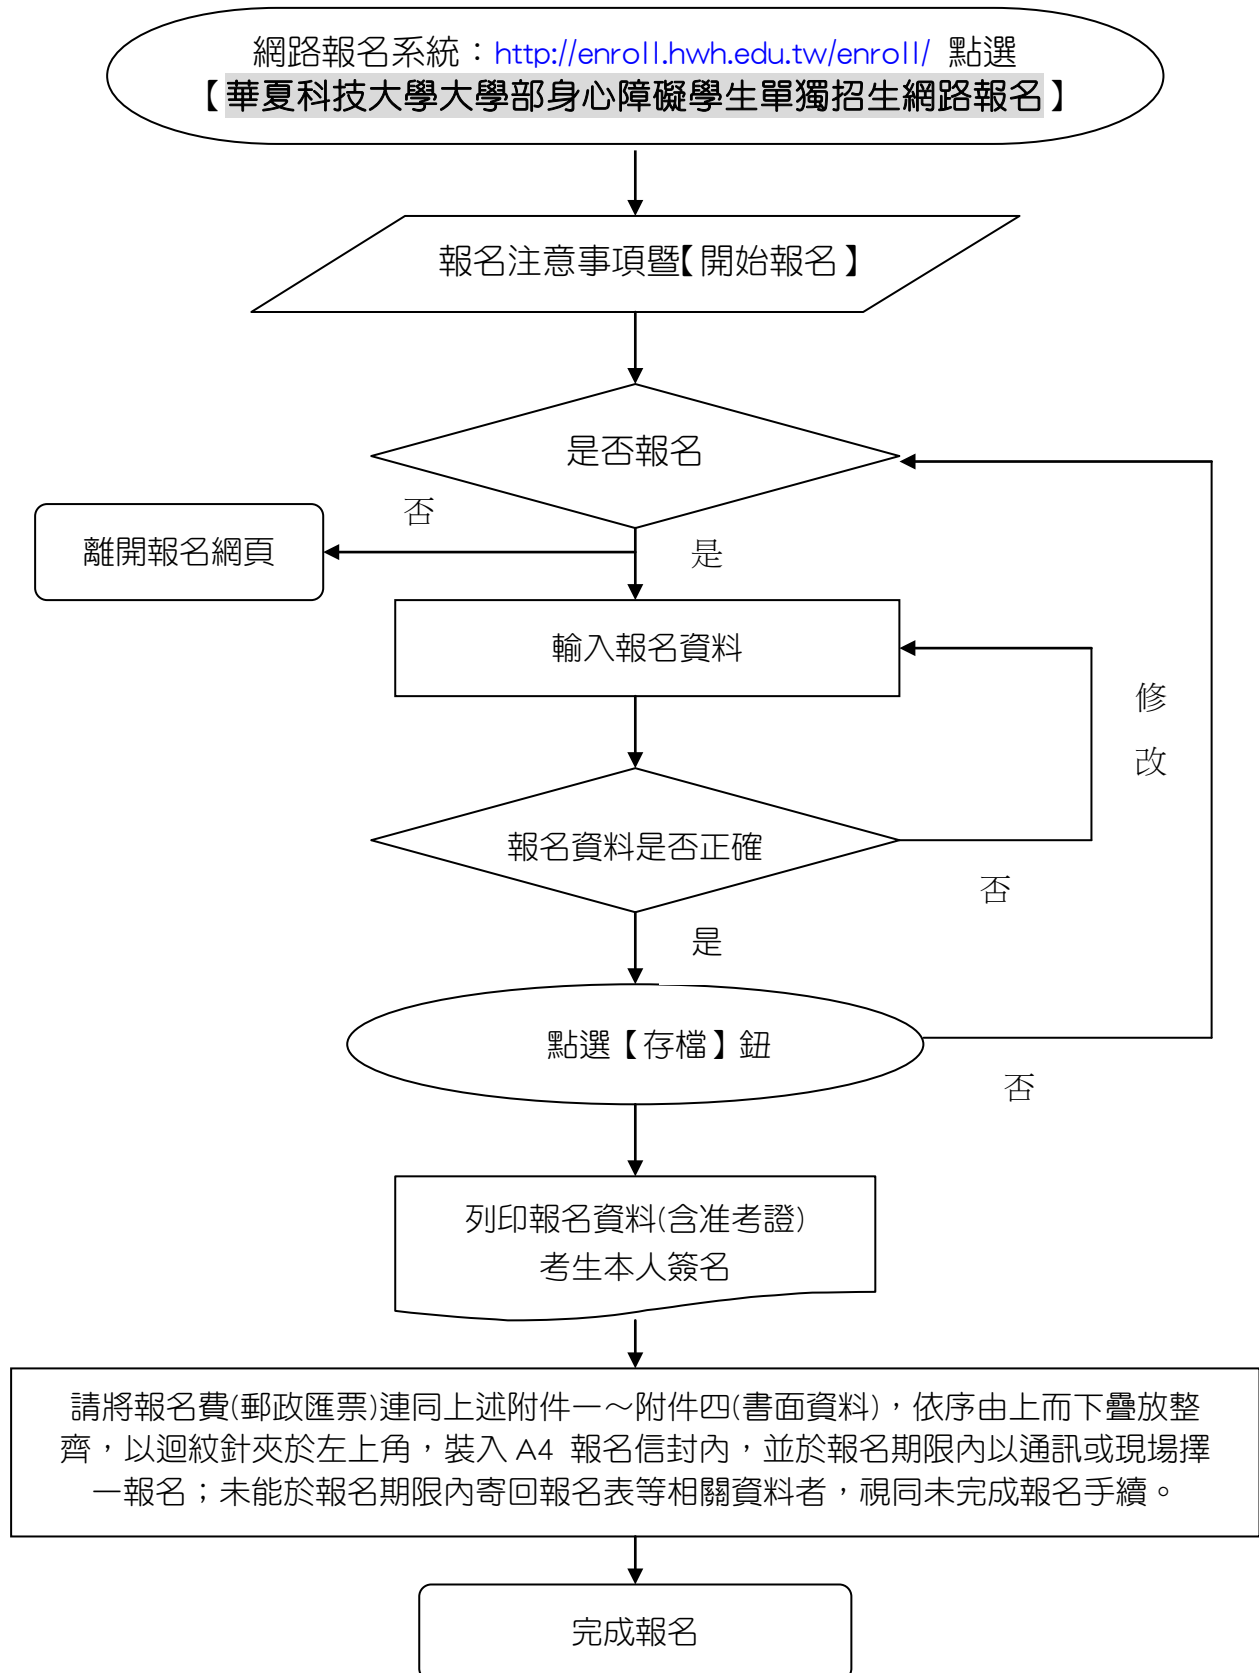 網路報名系統：http://enroll.hwh.edu.tw/enroll/ 點選
【華夏科技大學大學部身心障礙學生單獨招生網路報名】
報名注意事項暨【開始報名】
是否報名
否
離開報名網頁
是
輸入報名資料
修
改
報名資料是否正確
否
是
點選【存檔】鈕
否
列印報名資料(含准考證)
考生本人簽名
請將報名費(郵政匯票)連同上述附件一～附件四(書面資料)，依序由上而下疊放整
齊，以迴紋針夾於左上角，裝入 A4 報名信封內，並於報名期限內以通訊或現場擇
一報名；未能於報名期限內寄回報名表等相關資料者，視同未完成報名手續。
完成報名